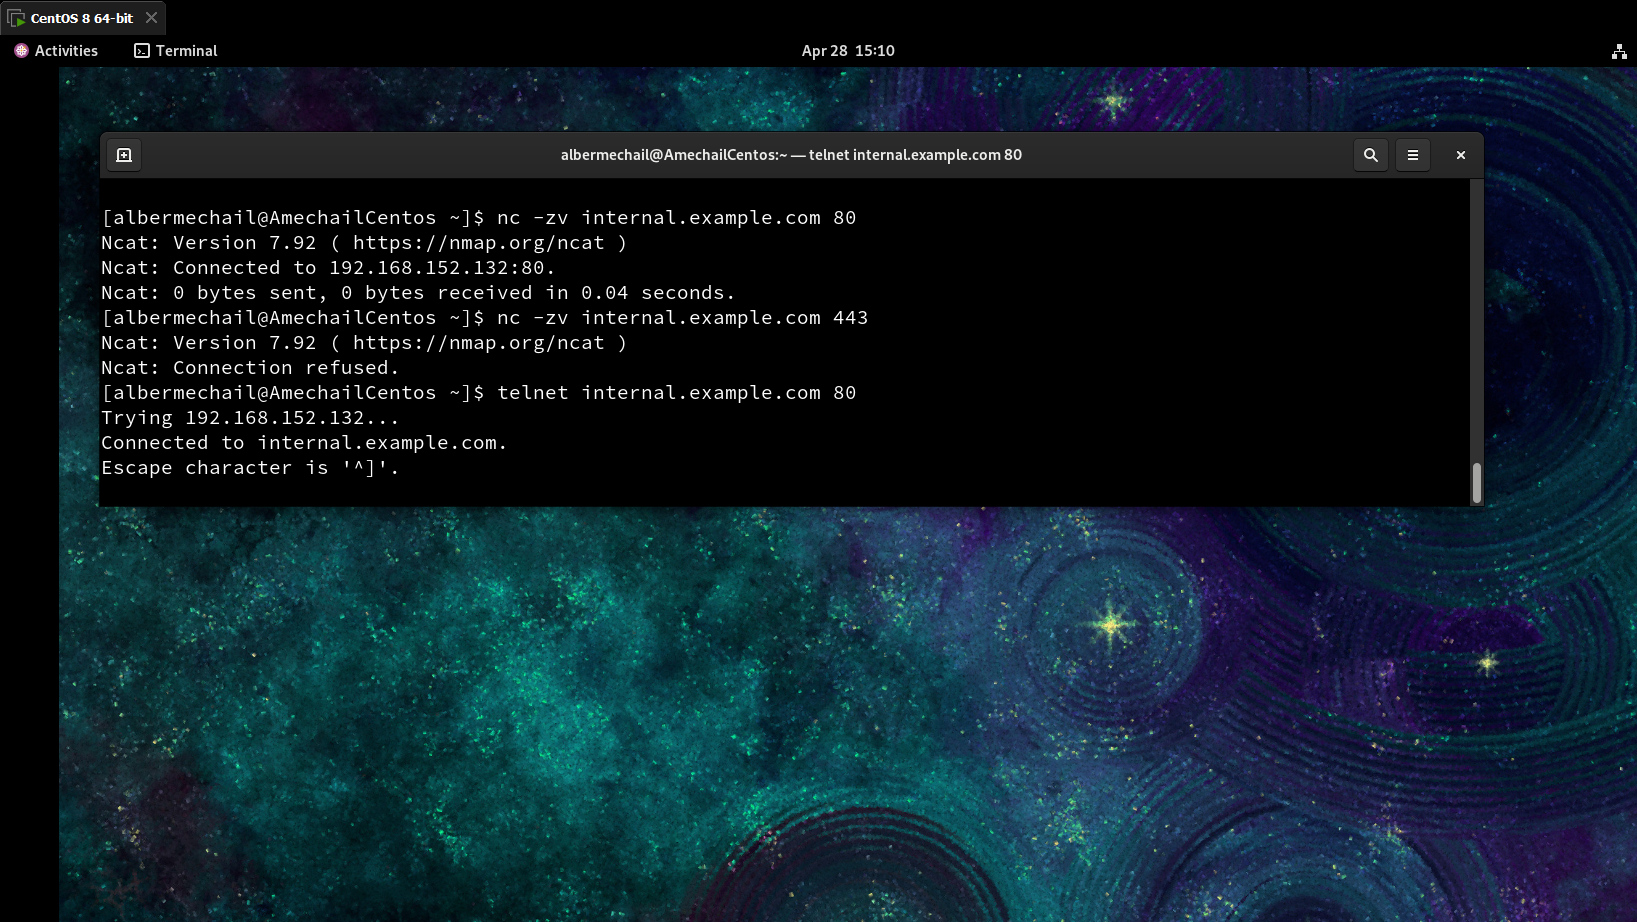 CentOS 8 64-bit
Activities
Terminal
Apr 28 15:10
albermechail@AmechailCentos:~ — telnet internal.example.com 80
[albermechail@AmechailCentos ~]$ nc -zv internal.example.com 80
Ncat: Version 7.92 ( https://nmap.org/ncat )
Ncat: Connected to 192.168.152.132:80.
Ncat: 0 bytes sent, 0 bytes received in 0.04 seconds.
[albermechail@AmechailCentos ~]$ nc -zv internal.example.com 443
Ncat: Version 7.92 ( https://nmap.org/ncat )
Ncat: Connection refused.
[albermechail@AmechailCentos ~]$ telnet internal.example.com 80
Trying 192.168.152.132...
Connected to internal.example.com.
Escape character is '^]'.